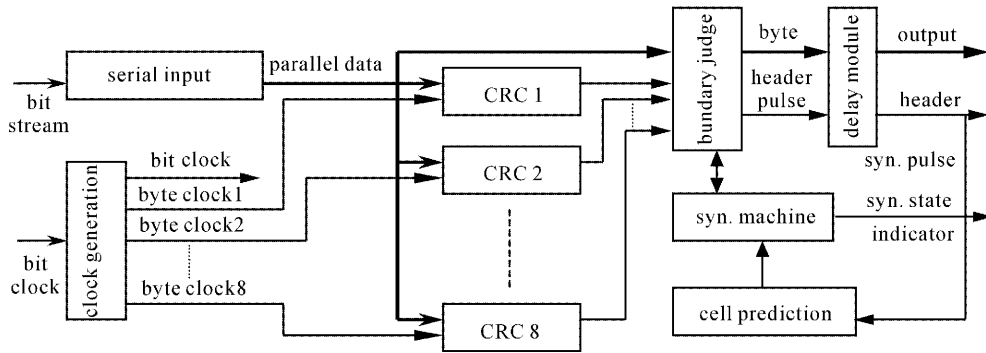 serial input
parallel data
bit
stream
CRC 1
CRC 2
CRC 8
bundary judge
byte
header
pulse
delay module
output
header
syn. pulse
bit clock
byte clock1
byte clock2
byte clock8
clock generation
bit
clock
syn. machine
syn. state
indicator
cell prediction